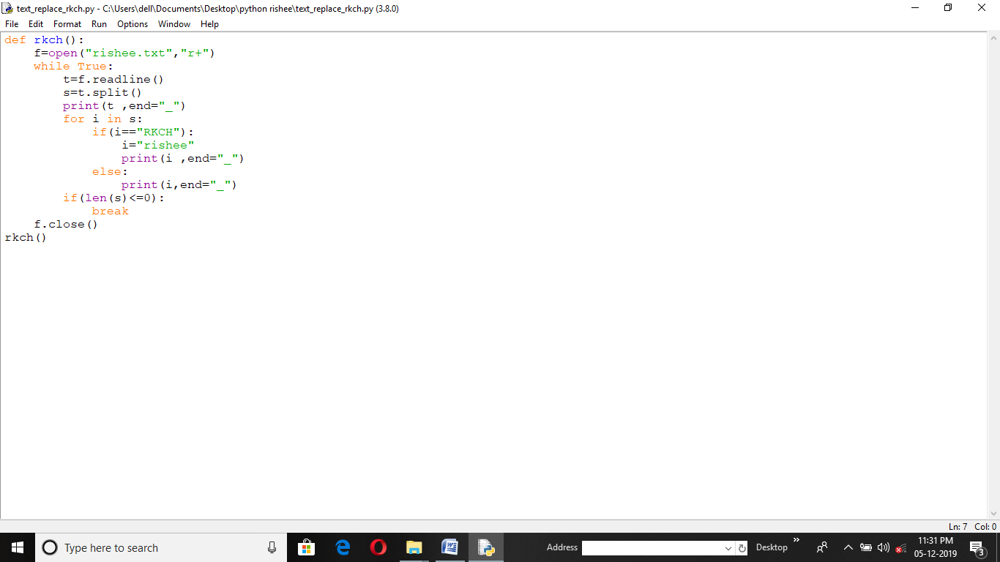 text_replace_rkch.py - C:\Users\dell\Documents\Desktop\python rishee\text_replace_rkch.py (3.8.0)
File Edit Format Run Options Window Help
def rkch():
    f=open("rishee.txt","r+")
    while True:
        t=f.readline()
        s=t.split()
        print(t ,end="_")
        for i in s:
            if(i=="RKCH"):
                i="rishee"
                print(i ,end="_")
            else:
                print(i,end="_")
        if(len(s)<=0):
            break
    f.close()
rkch()
Ln: 7 Col: 0
Type here to search
Address
Desktop
11:31 PM
05-12-2019
3